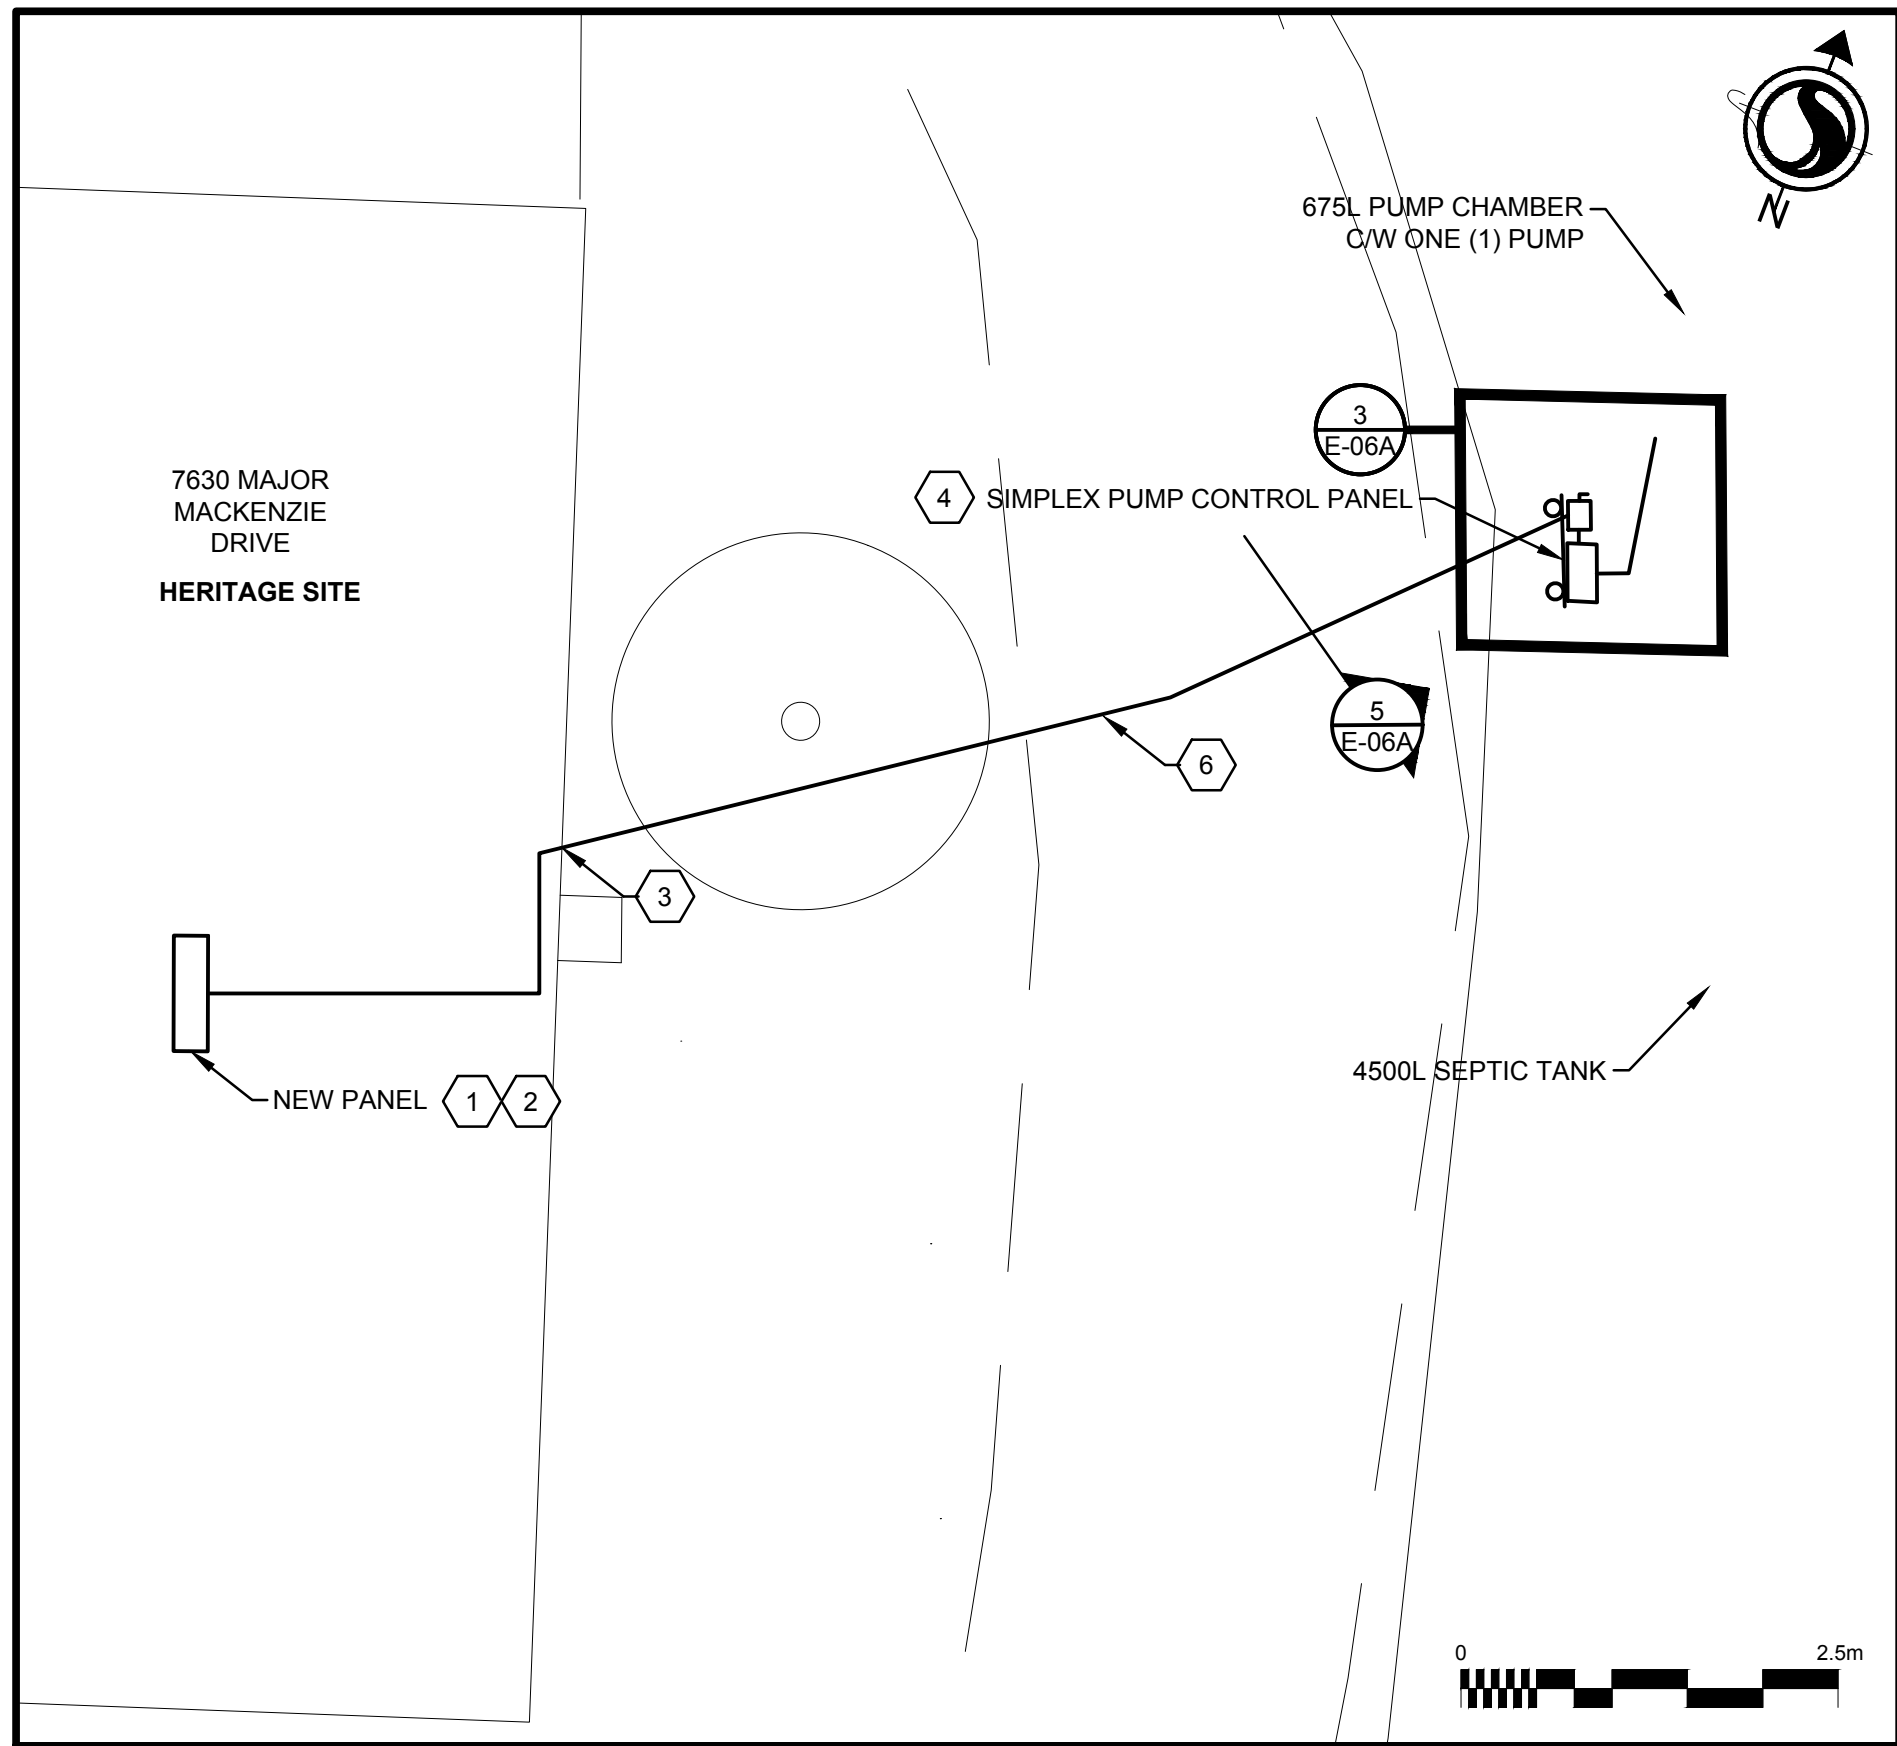 N
675L PUMP CHAMBER
C/W ONE (1) PUMP
3
E-06A
7630 MAJOR
MACKENZIE
DRIVE
HERITAGE SITE
4 SIMPLEX PUMP CONTROL PANEL
5
E-06A
6
3
NEW PANEL 1 2
4500L SEPTIC TANK
0 2.5m